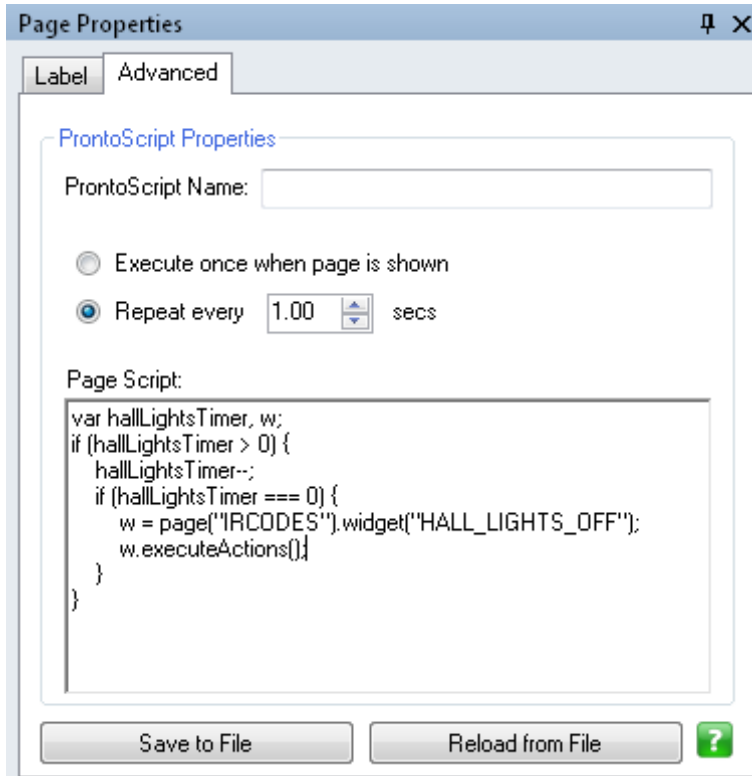 Page Properties
Label
Advanced
ProntoScript Properties
ProntoScript Name:
Execute once when page is shown
Repeat every 1.00 secs
Page Script:
var hallLightsTimer, w;
if (hallLightsTimer > 0) {
hallLightsTimer--;
if (hallLightsTimer === 0) {
w = page("IRCODES").widget("HALL_LIGHTS_OFF");
w.executeActions();
}
}
Save to File
Reload from File
?